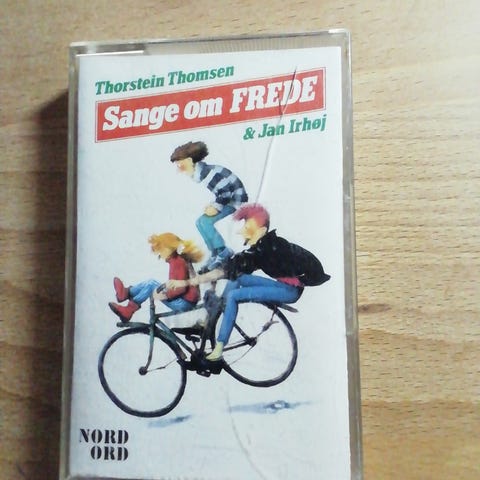 Thorstein Thomsen
Sange om FREDE
& Jan Irhøj
NORD
ORD